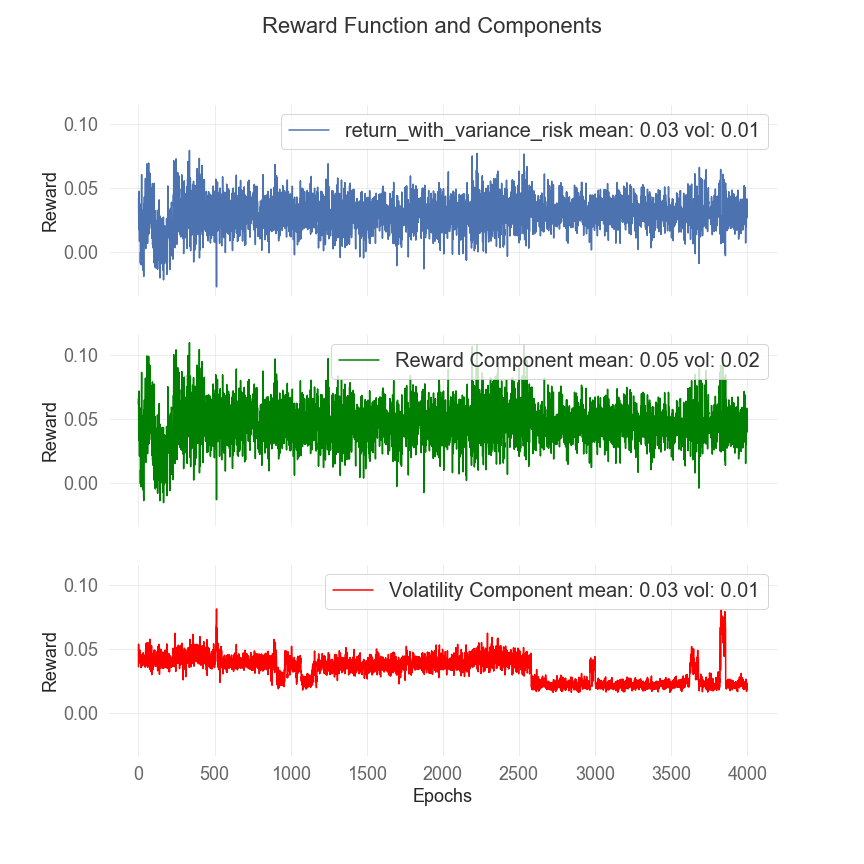 Reward Function and Components
return_with_variance_risk mean: 0.03 vol: 0.01
0.10
0.05
0.00
Reward
Reward Component mean: 0.05 vol: 0.02
0.10
0.05
0.00
Reward
Volatility Component mean: 0.03 vol: 0.01
0.10
0.05
0.00
Reward
0 500 1000 1500 2000 2500 3000 3500 4000
Epochs